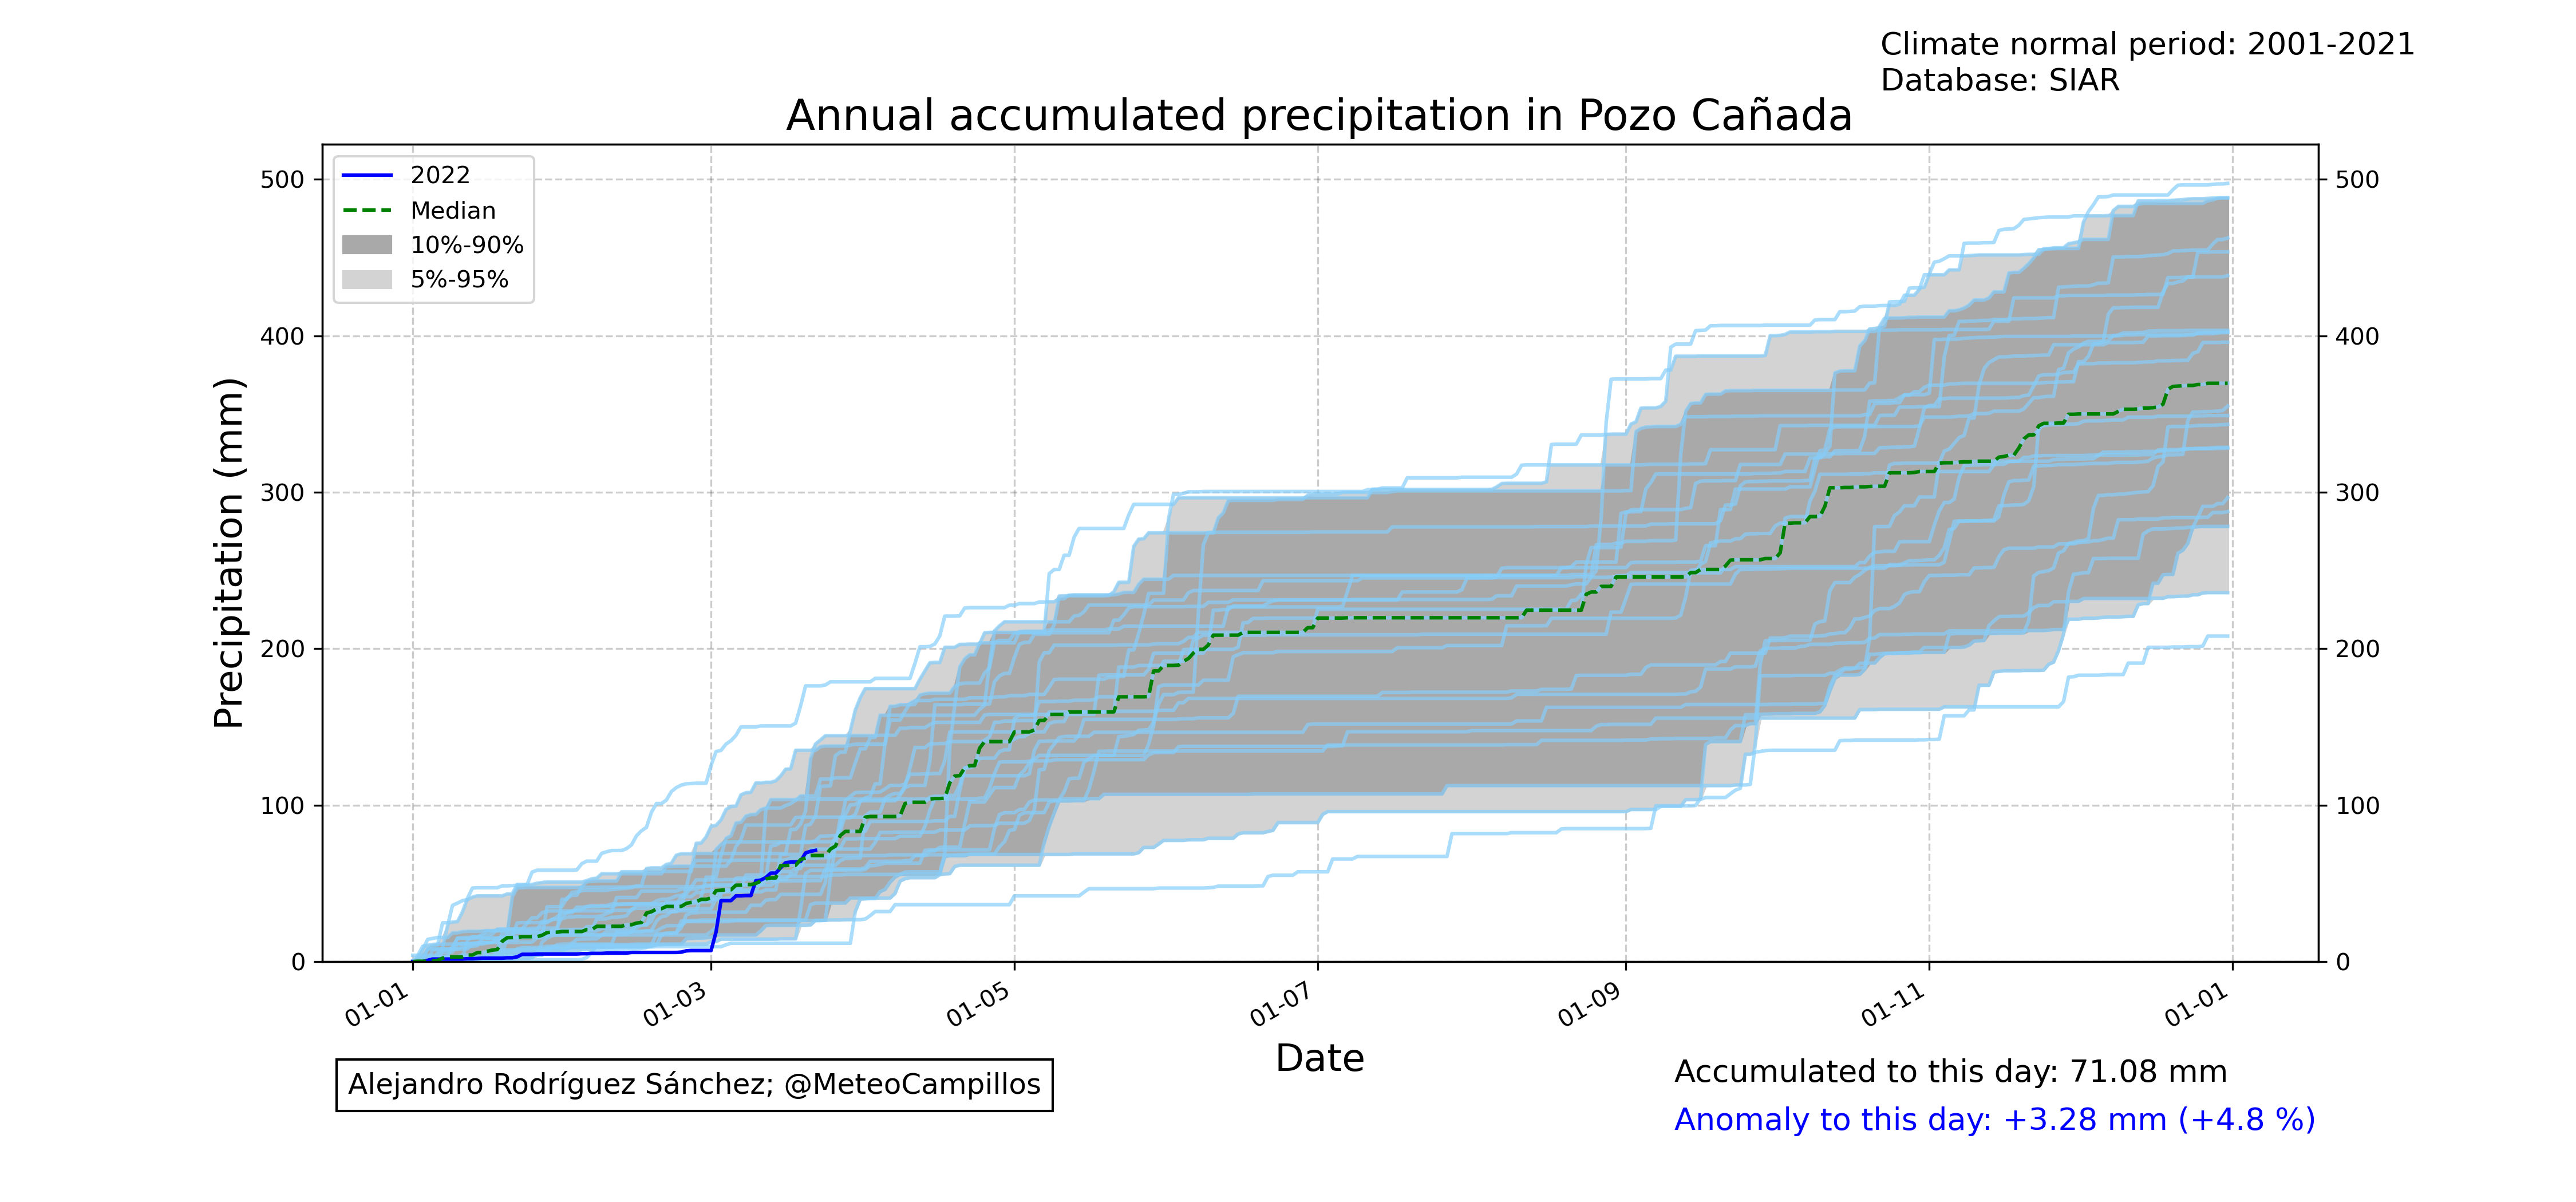 Climate normal period: 2001-2021
Database: SIAR
Annual accumulated precipitation in Pozo Cañada
2022
Median
10%-90%
5%-95%
Precipitation (mm)
500
400
300
200
100
0
500
400
300
200
100
0
01-01
01-03
01-05
01-07
01-09
01-11
01-01
Date
Alejandro Rodríguez Sánchez; @MeteoCampillos
Accumulated to this day: 71.08 mm
Anomaly to this day: +3.28 mm (+4.8 %)